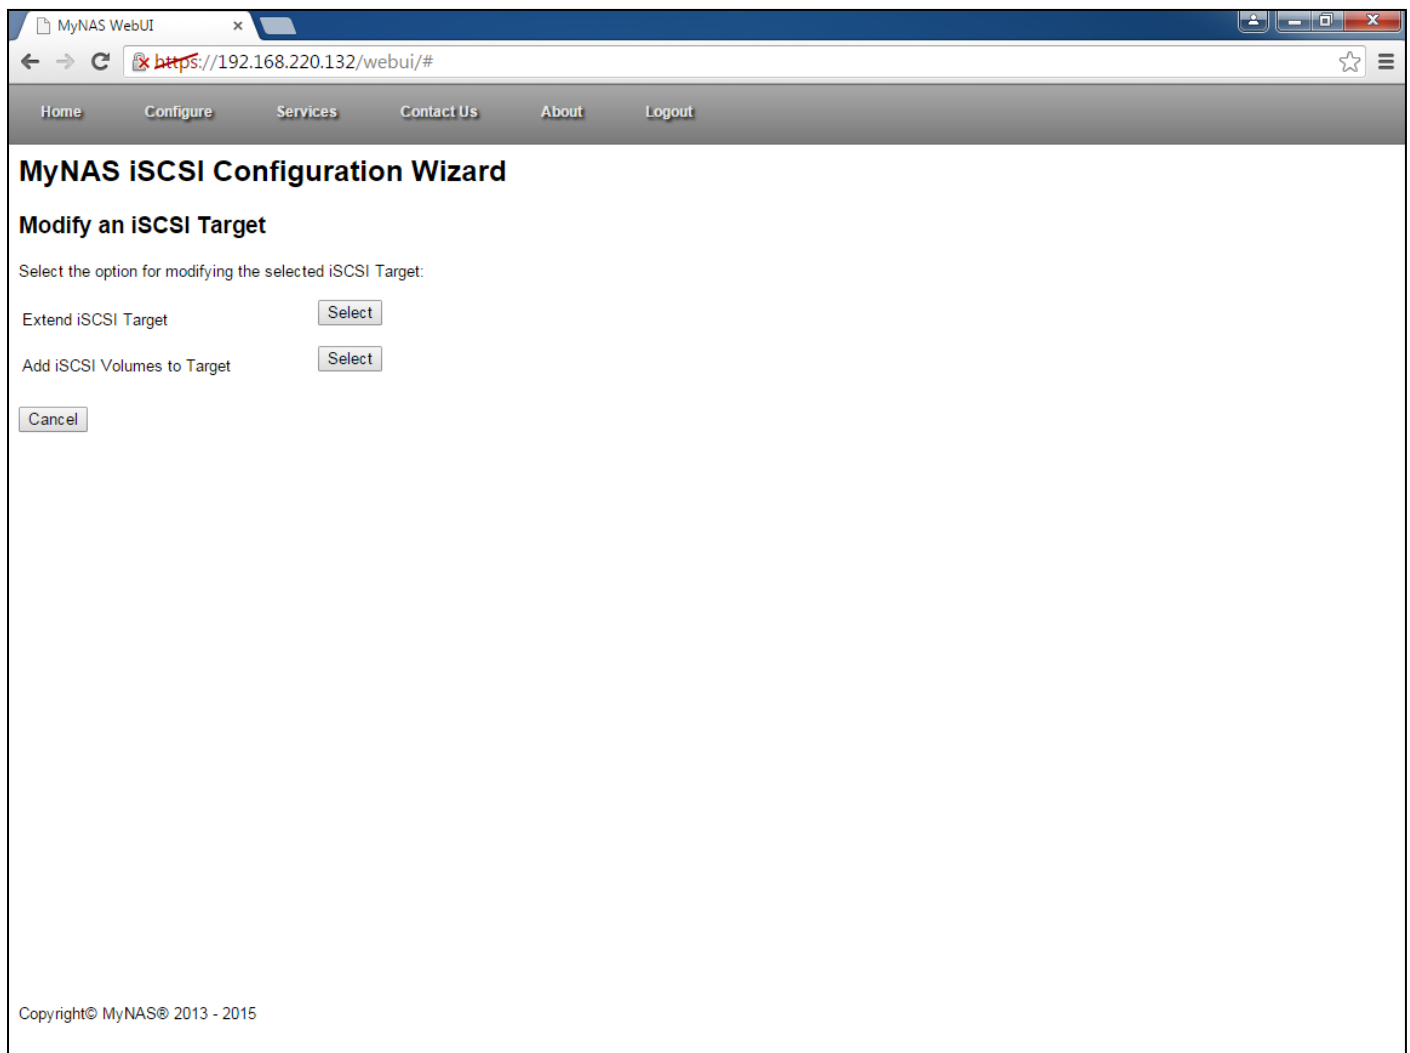 MyNAS WebUI
https://192.168.220.132/webui/#
Home Configure Services Contact Us About Logout
MyNAS iSCSI Configuration Wizard
Modify an iSCSI Target
Select the option for modifying the selected iSCSI Target:
Extend iSCSI Target Select
Add iSCSI Volumes to Target Select
Cancel
Copyright© MyNAS® 2013 - 2015